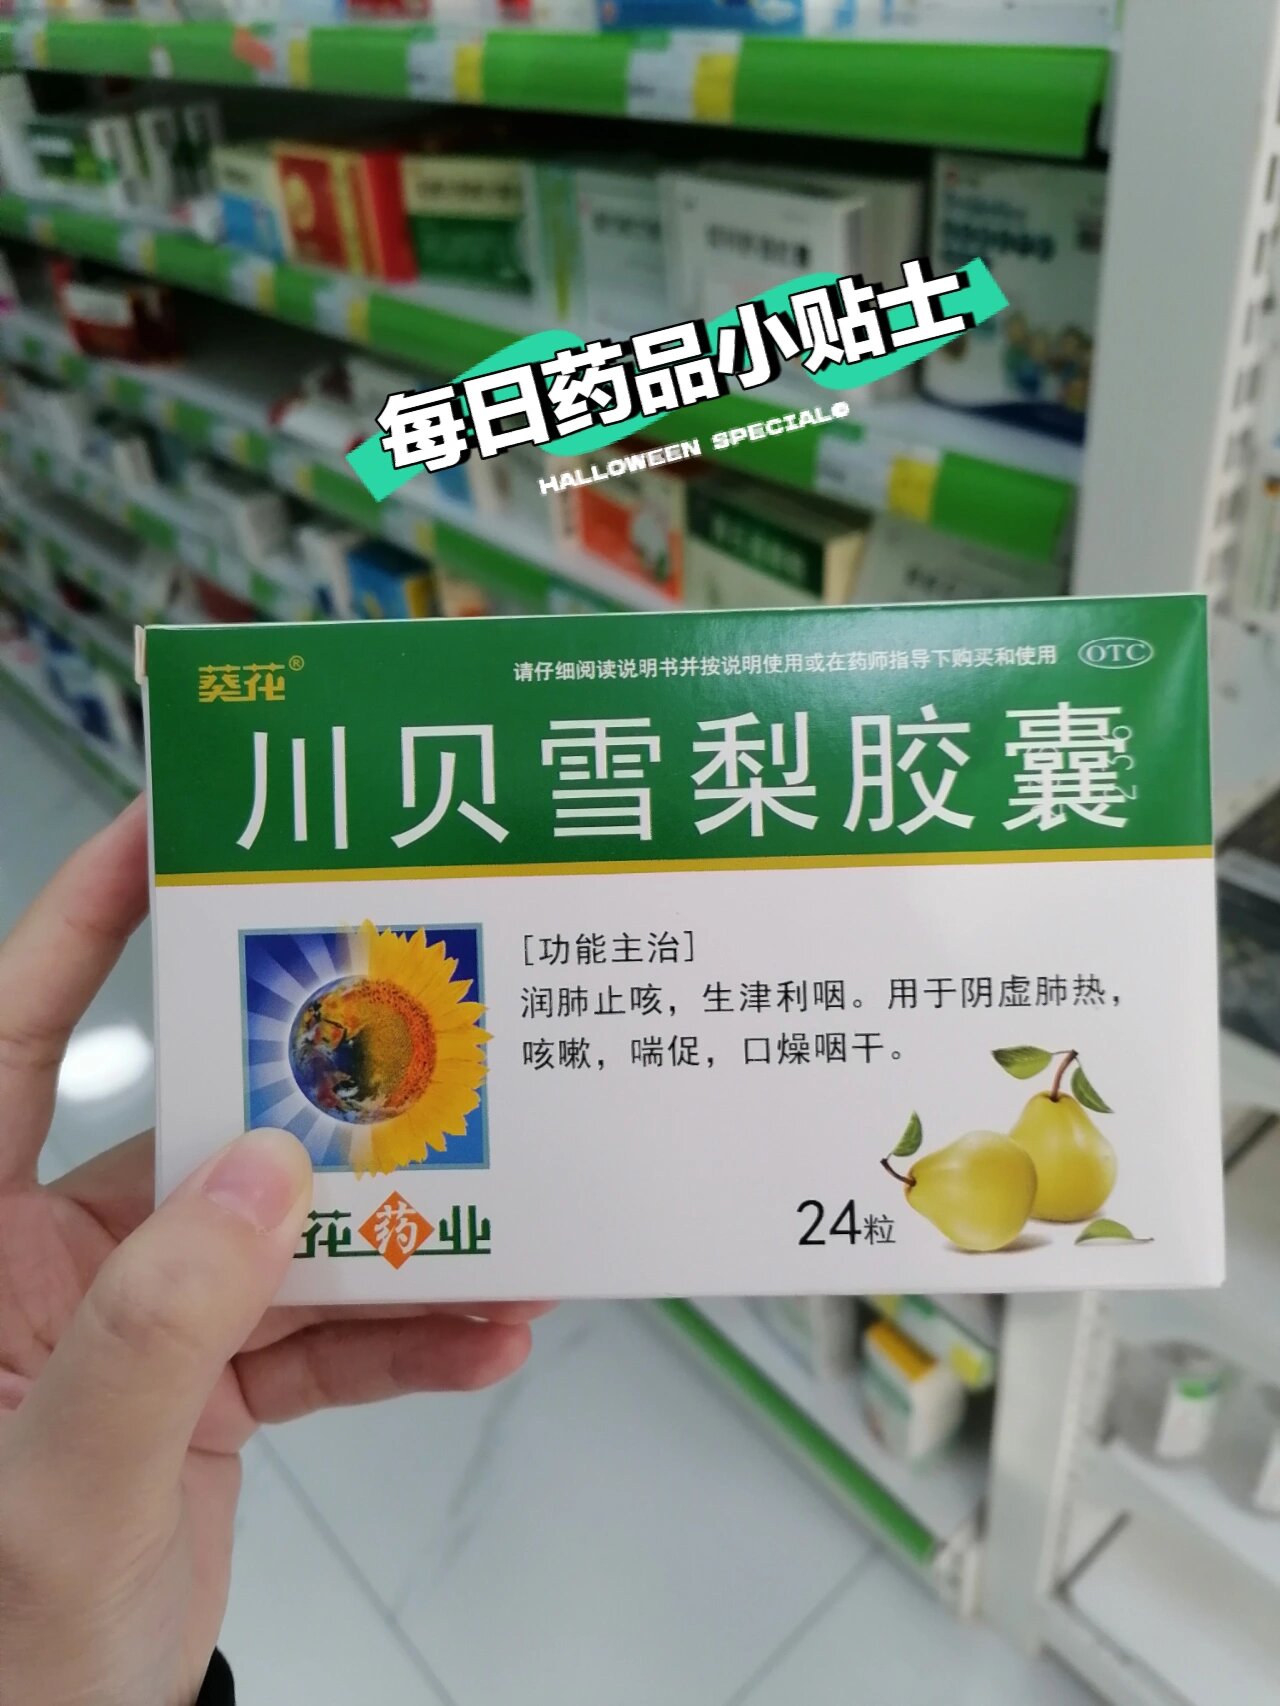 每日药品小贴士
HALLOWEEN SPECIAL@
葵花®
请仔细阅读说明书并按说明使用或在药师指导下购买和使用
OTC
川贝雪梨胶囊
[功能主治]
润肺止咳，生津利咽。用于阴虚肺热，
咳嗽，喘促，口燥咽干。
花药业
24粒